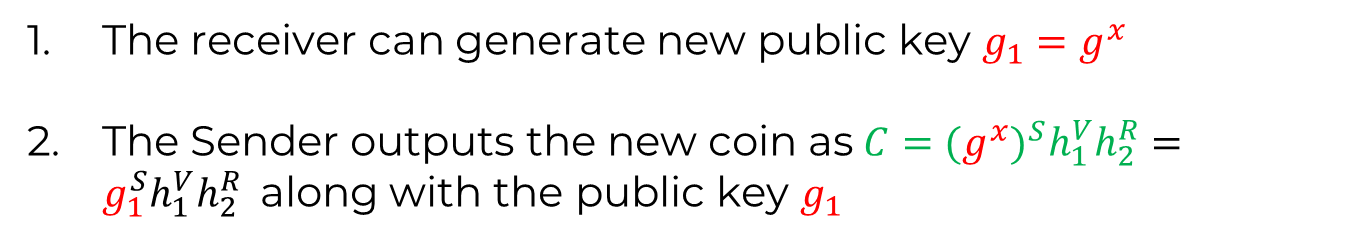 1. The receiver can generate new public key g₁ = gˣ
2. The Sender outputs the new coin as C = (gˣ)ˢh₁ⱽh₂ᴿ =
g₁ˢh₁ⱽh₂ᴿ along with the public key g₁